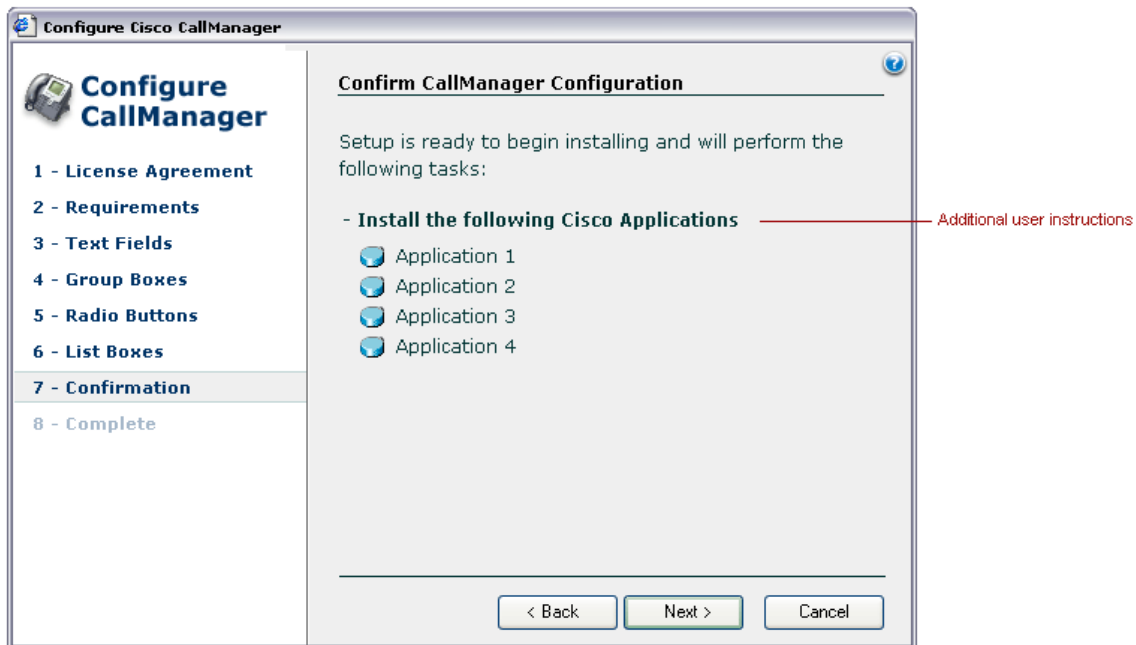 Configure Cisco CallManager
Configure
CallManager
1 - License Agreement
2 - Requirements
3 - Text Fields
4 - Group Boxes
5 - Radio Buttons
6 - List Boxes
7 - Confirmation
8 - Complete
?
Confirm CallManager Configuration
Setup is ready to begin installing and will perform the
following tasks:
- Install the following Cisco Applications
Application 1
Application 2
Application 3
Application 4
< Back
Next >
Cancel
Additional user instructions